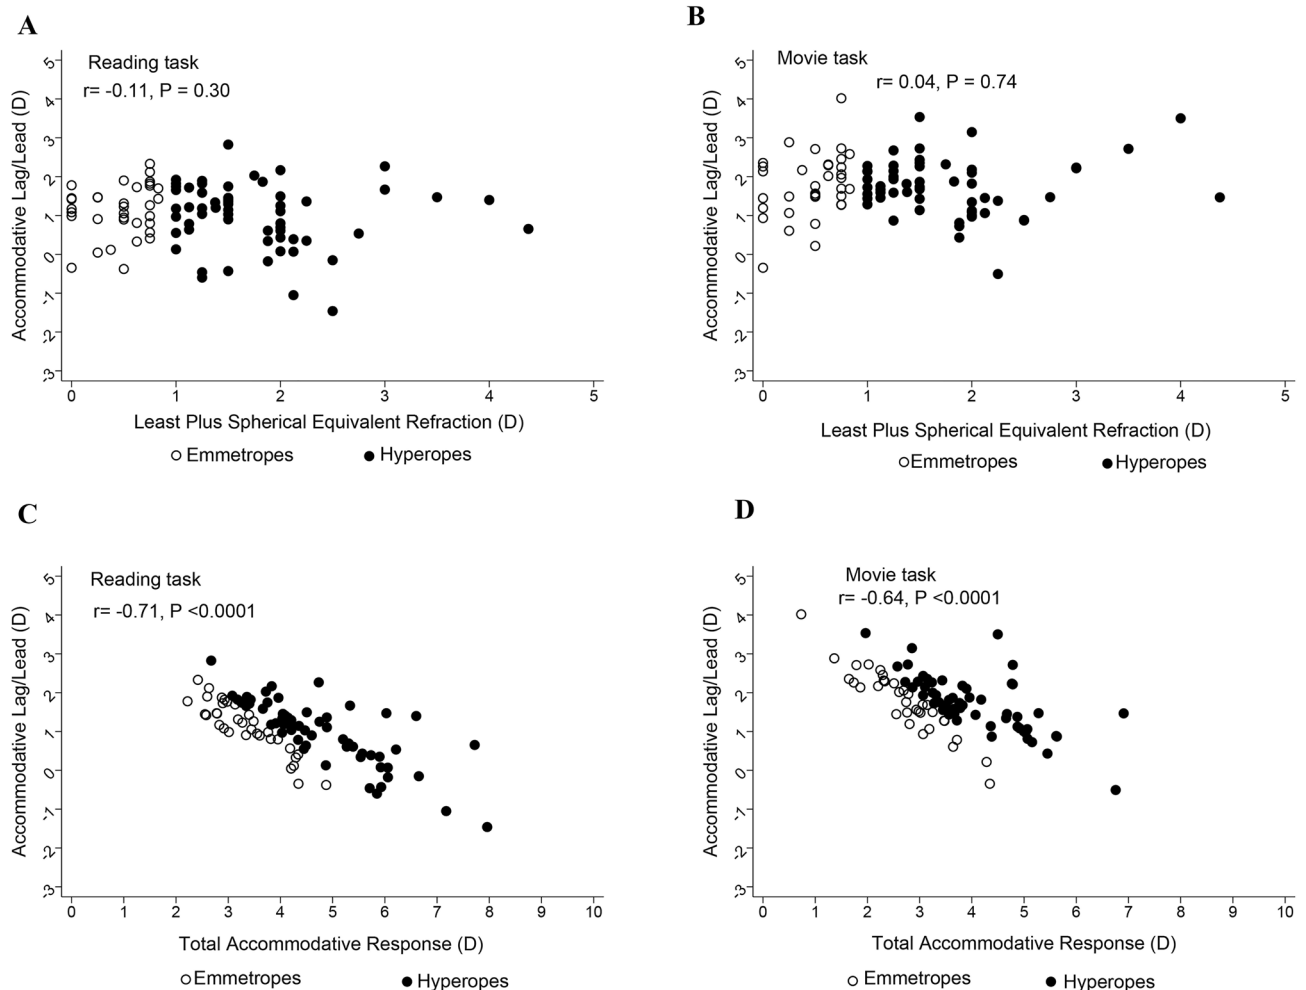 A
Reading task
r= -0.11, P = 0.30
Accommodative Lag/Lead (D)
5
4
3
2
1
0
-1
-2
-3
0 1 2 3 4 5
Least Plus Spherical Equivalent Refraction (D)
Emmetropes Hyperopes
B
Movie task
r= 0.04, P = 0.74
Accommodative Lag/Lead (D)
5
4
3
2
1
0
-1
-2
-3
0 1 2 3 4 5
Least Plus Spherical Equivalent Refraction (D)
Emmetropes Hyperopes
C
Reading task
r= -0.71, P <0.0001
Accommodative Lag/Lead (D)
5
4
3
2
1
0
-1
-2
-3
0 1 2 3 4 5 6 7 8 9 10
Total Accommodative Response (D)
Emmetropes Hyperopes
D
Movie task
r= -0.64, P <0.0001
Accommodative Lag/Lead (D)
5
4
3
2
1
0
-1
-2
-3
0 1 2 3 4 5 6 7 8 9 10
Total Accommodative Response (D)
Emmetropes Hyperopes